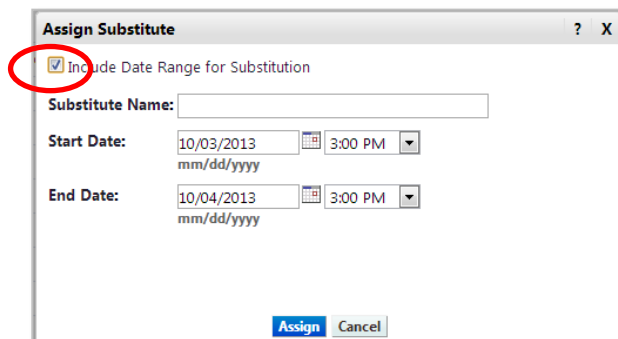 Assign Substitute ? X
Include Date Range for Substitution
Substitute Name:
Start Date: 10/03/2013 3:00 PM
mm/dd/yyyy
End Date: 10/04/2013 3:00 PM
mm/dd/yyyy
Assign Cancel